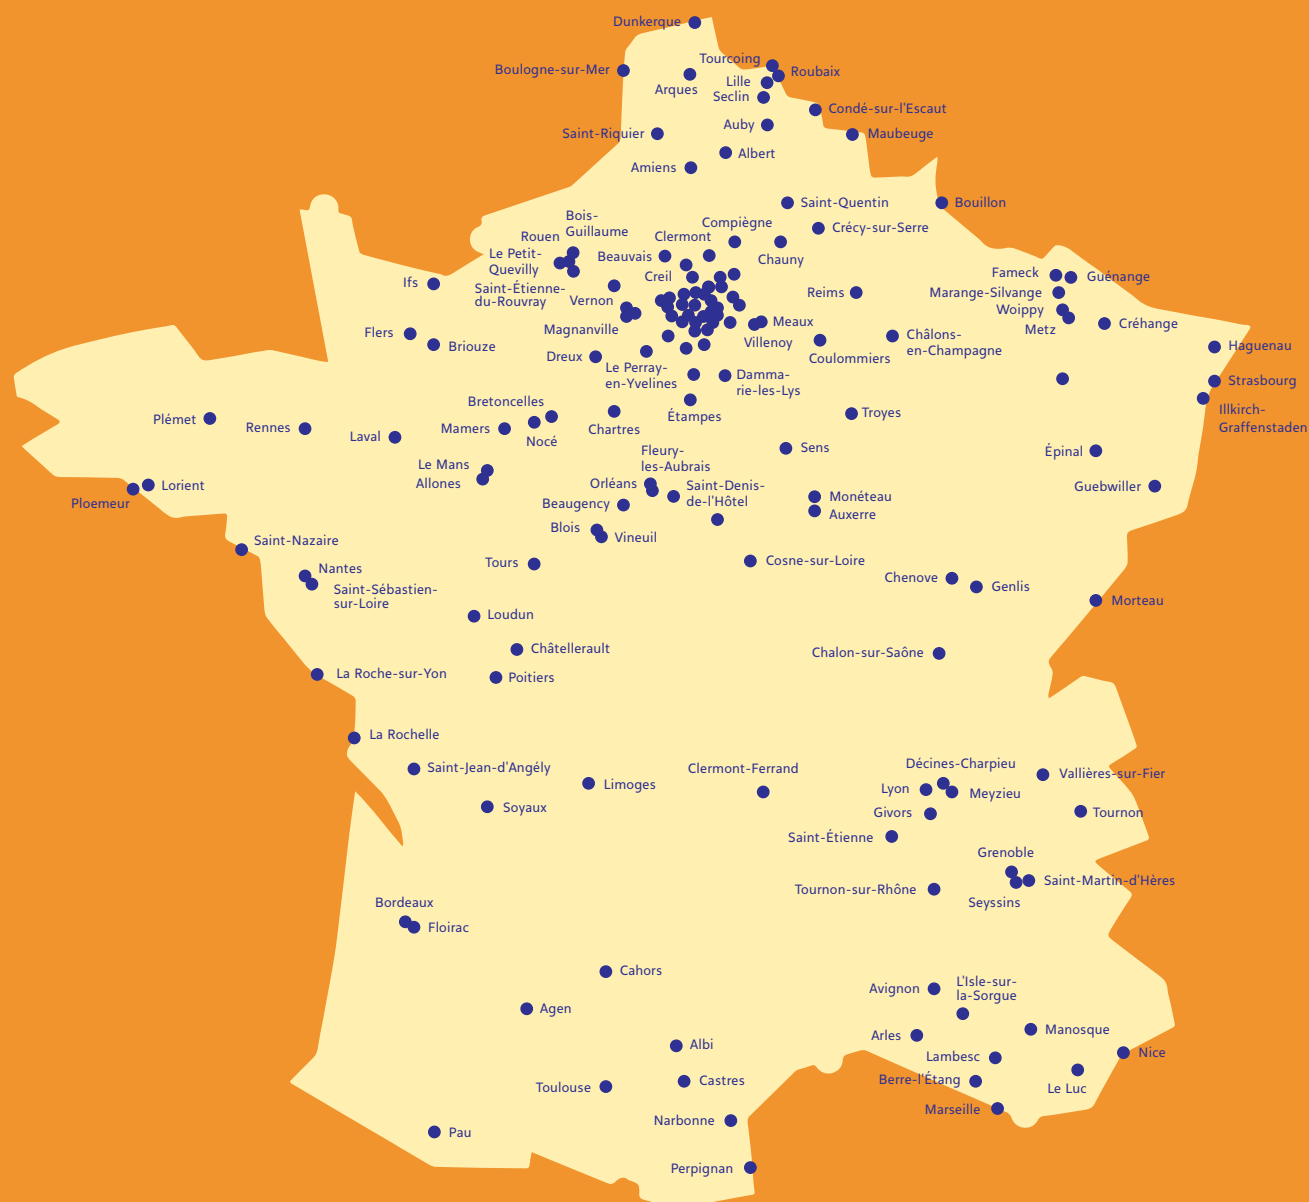 Dunkerque
Tourcoing
Boulogne-sur-Mer
Roubaix
Lille
Arques
Seclin
Condé-sur-l'Escaut
Auby
Saint-Riquier
Maubeuge
Albert
Amiens
Saint-Quentin
Bouillon
Bois-
Guillaume
Compiègne
Crécy-sur-Serre
Rouen
Clermont
Le Petit-
Quevilly
Beauvais
Chauny
Creil
Fameck
Guénange
Ifs
Saint-Étienne-
du-Rouvray
Vernon
Reims
Marange-Silvange
Woippy
Metz
Créhange
Flers
Magnanville
Meaux
Villenoy
Châlons-
en-Champagne
Briouze
Haguenau
Dreux
Coulommiers
Le Perray-
en-Yvelines
Damma-
rie-les-Lys
Strasbourg
Bretoncelles
Étampes
Illkirch-
Graffenstaden
Plémet
Rennes
Laval
Mamers
Nocé
Chartres
Troyes
Sens
Épinal
Fleury-
les-Aubrais
Le Mans
Allones
Orléans
Saint-Denis-
de-l'Hôtel
Lorient
Ploemeur
Beaugency
Monéteau
Auxerre
Guebwiller
Blois
Vineuil
Saint-Nazaire
Tours
Cosne-sur-Loire
Nantes
Saint-Sébastien-
sur-Loire
Chenove
Genlis
Morteau
Loudun
Châtellerault
Chalon-sur-Saône
La Roche-sur-Yon
Poitiers
La Rochelle
Saint-Jean-d'Angély
Limoges
Clermont-Ferrand
Décines-Charpieu
Vallières-sur-Fier
Lyon
Meyzieu
Soyaux
Givors
Tournon
Saint-Étienne
Grenoble
Saint-Martin-d'Hères
Tournon-sur-Rhône
Seyssins
Bordeaux
Floirac
Cahors
Avignon
L'Isle-sur-
la-Sorgue
Agen
Arles
Manosque
Albi
Lambesc
Nice
Toulouse
Castres
Berre-l'Étang
Le Luc
Marseille
Narbonne
Pau
Perpignan